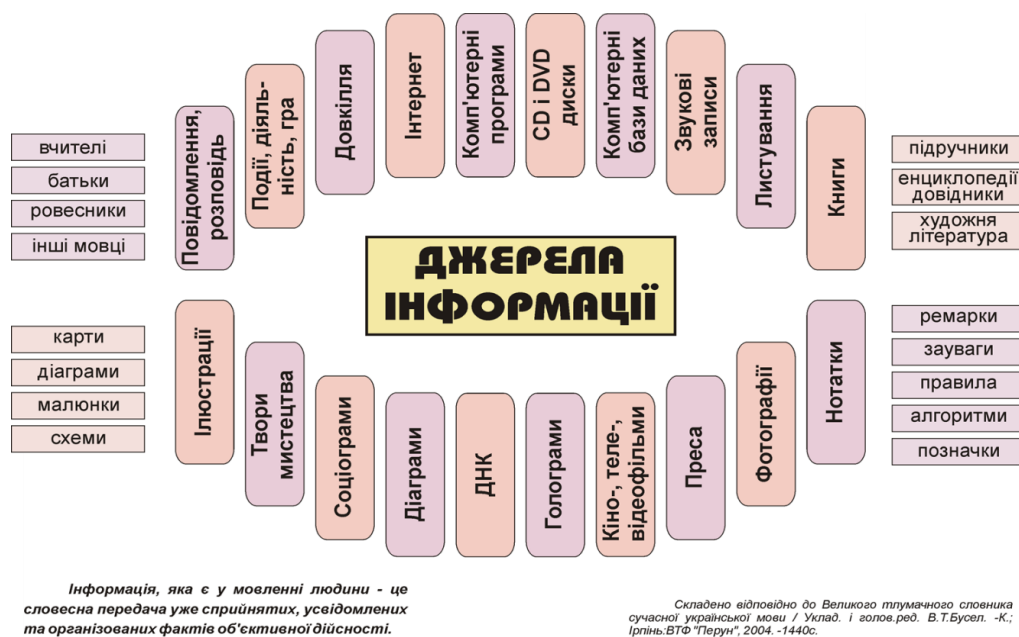 вчителі
батьки
ровесники
інші мовці
Повідомлення,
розповідь
Події, діяль-
ність, гра
Довкілля
Інтернет
Комп'ютерні
програми
CD і DVD
диски
Комп'ютерні
бази даних
Звукові
записи
Листування
Книги
підручники
енциклопедії
довідники
художня
література
ДЖЕРЕЛА
ІНФОРМАЦІЇ
карти
діаграми
малюнки
схеми
Ілюстрації
Твори
мистецтва
Соціограми
Діаграми
ДНК
Голограми
Кіно-, теле-,
відеофільми
Преса
Фотографії
Нотатки
ремарки
зауваги
правила
алгоритми
позначки
Інформація, яка є у мовленні людини - це
словесна передача уже сприйнятих, усвідомлених
та організованих фактів об'єктивної дійсності.
Складено відповідно до Великого тлумачного словника
сучасної української мови / Уклад. і голов.ред. В.Т.Бусел. -К.;
Ірпінь:ВТФ "Перун", 2004. -1440с.